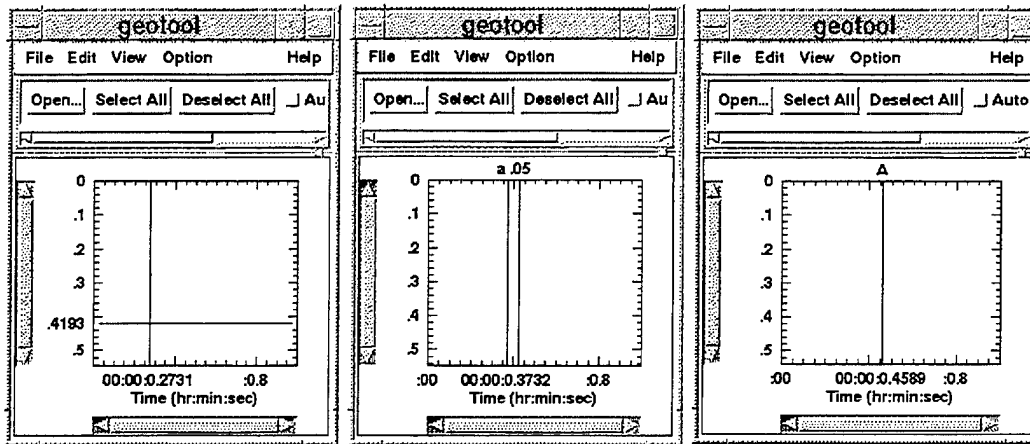 geotool
File Edit View Option Help
Open... Select All Deselect All Au
0
.1
.2
.3
.4193
.5
00:00:0.2731 :0.8
Time (hr:min:sec)
geotool
File Edit View Option Help
Open... Select All Deselect All Au
a .05
0
.1
.2
.3
.4
.5
:00 00:00:0.3732 :0.8
Time (hr:min:sec)
geotool
File Edit View Option Help
Open... Select All Deselect All Auto
A
0
.1
.2
.3
.4
.5
:00 00:00:0.4589 :0.8
Time (hr:min:sec)